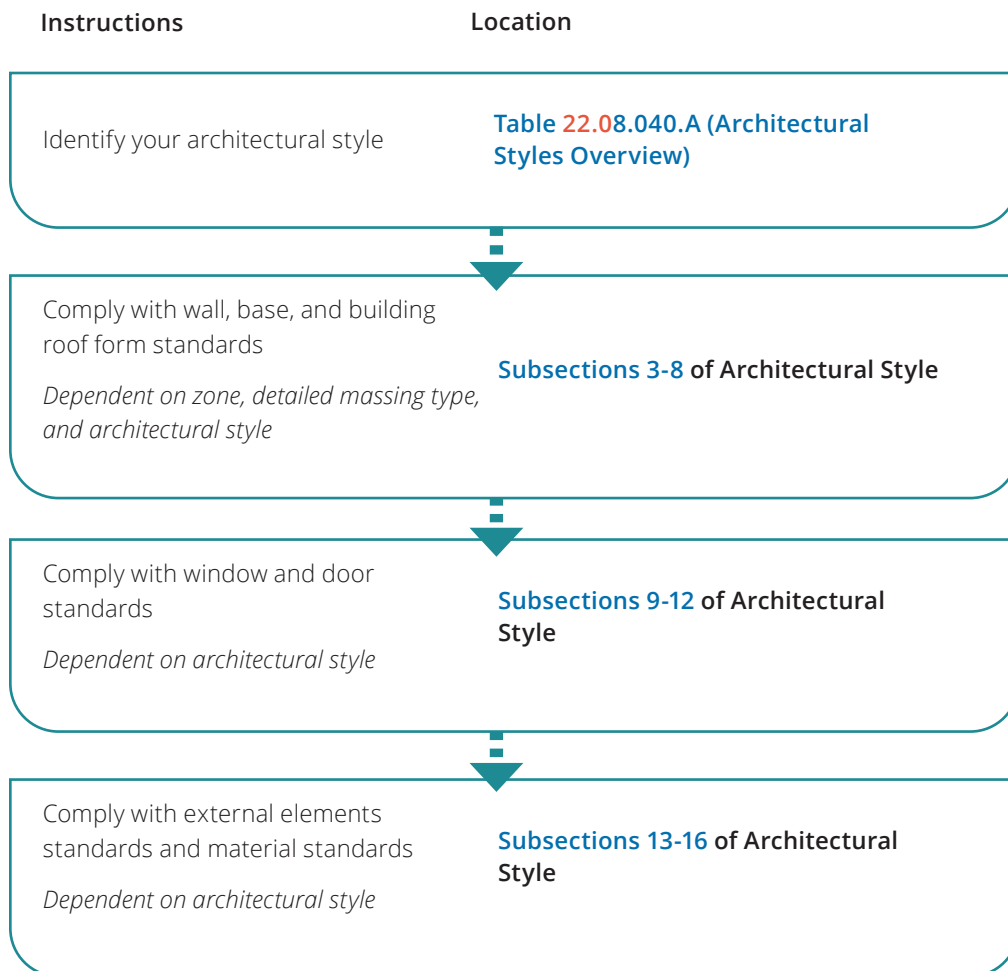 Instructions
Location
Identify your architectural style
Table 22.08.040.A (Architectural
Styles Overview)
Comply with wall, base, and building
roof form standards
Dependent on zone, detailed massing type,
and architectural style
Subsections 3-8 of Architectural Style
Comply with window and door
standards
Dependent on architectural style
Subsections 9-12 of Architectural
Style
Comply with external elements
standards and material standards
Dependent on architectural style
Subsections 13-16 of Architectural
Style